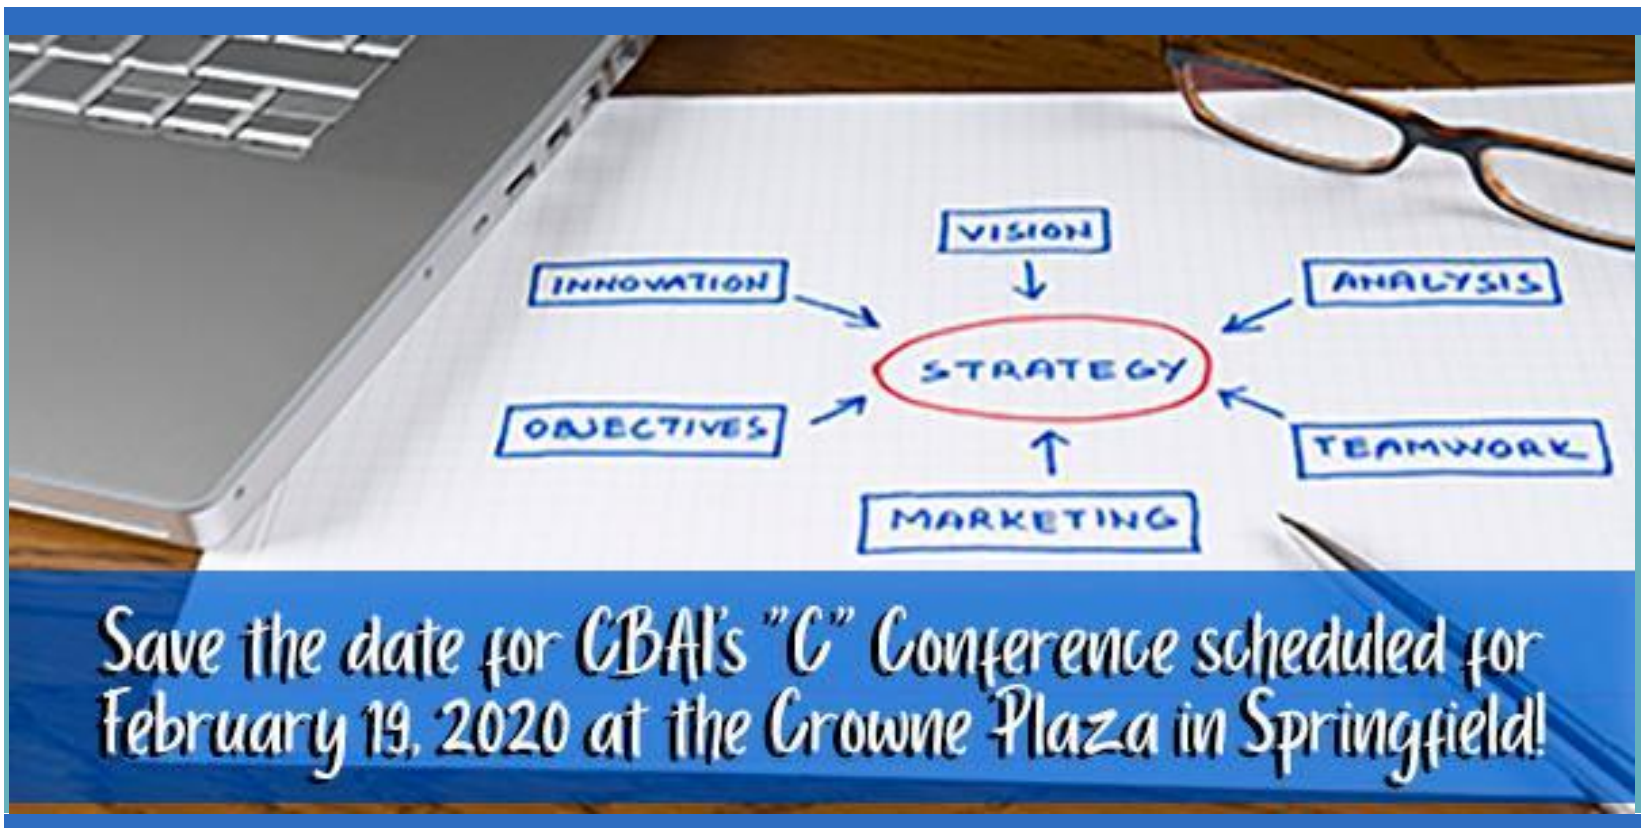 VISION
INNOVATION
ANALYSIS
STRATEGY
OBJECTIVES
TEAMWORK
MARKETING
Save the date for CBAI's "C" Conference scheduled for
February 19, 2020 at the Crowne Plaza in Springfield!